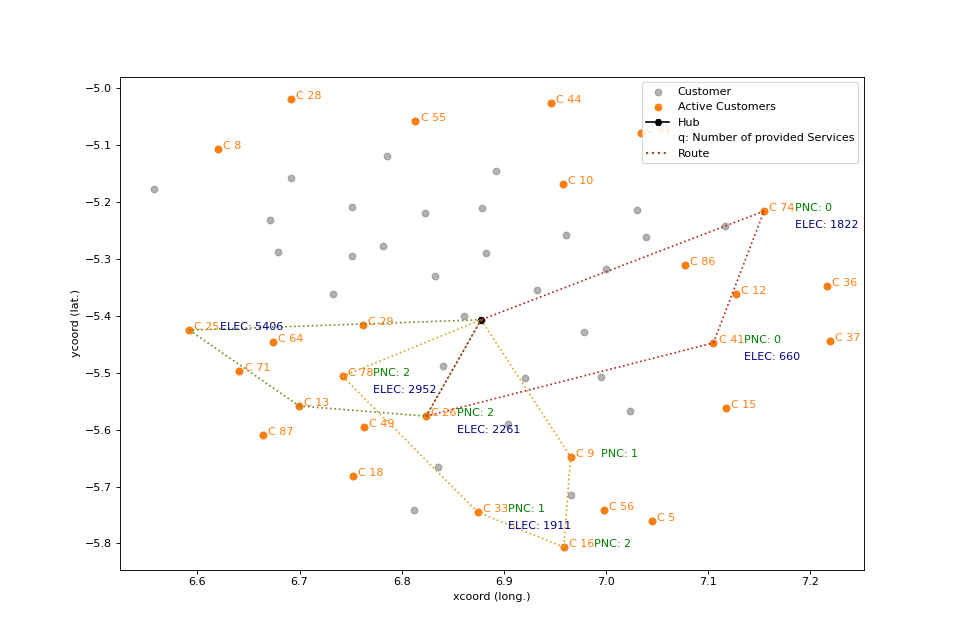 C 28
C 44
C 55
C 8
C 10
Customer
Active Customers
Hub
q: Number of provided Services
Route
C 74 PNC: 0
ELEC: 1822
C 86
C 36
C 12
C 25 ELEC: 5406
C 29
C 64
C 41 PNC: 0
ELEC: 660
C 37
C 71
C 78 PNC: 2
ELEC: 2952
C 13
C 26 PNC: 2
ELEC: 2261
C 15
C 49
C 87
C 9 PNC: 1
C 18
C 33 PNC: 1
ELEC: 1911
C 56
C 5
C 16 PNC: 2
−5.0
−5.1
−5.2
−5.3
−5.4
−5.5
−5.6
−5.7
−5.8
ycoord (lat.)
6.6 6.7 6.8 6.9 7.0 7.1 7.2
xcoord (long.)